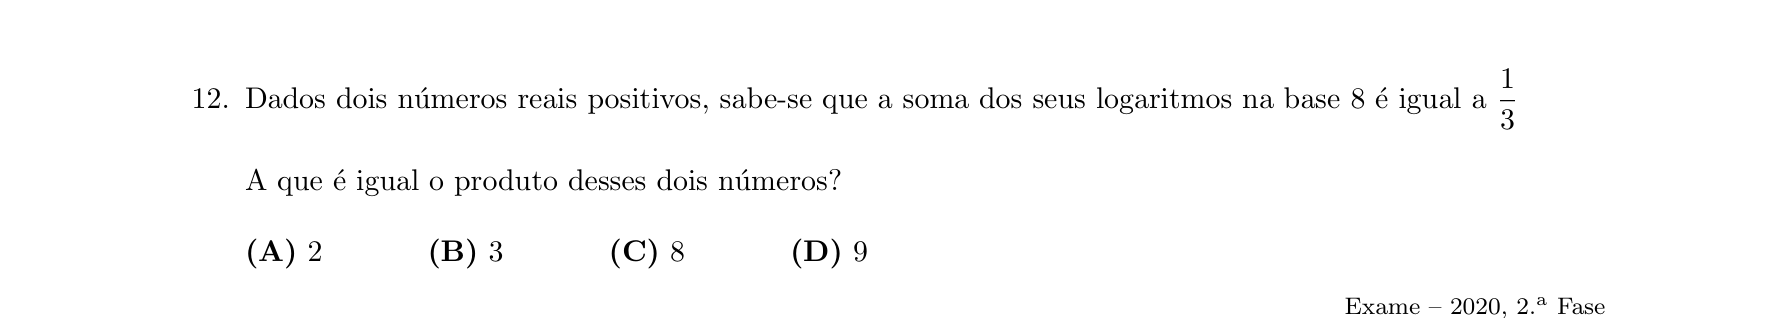 12. Dados dois números reais positivos, sabe-se que a soma dos seus logaritmos na base 8 é igual a 1/3
A que é igual o produto desses dois números?
(A) 2 (B) 3 (C) 8 (D) 9
Exame – 2020, 2.ª Fase